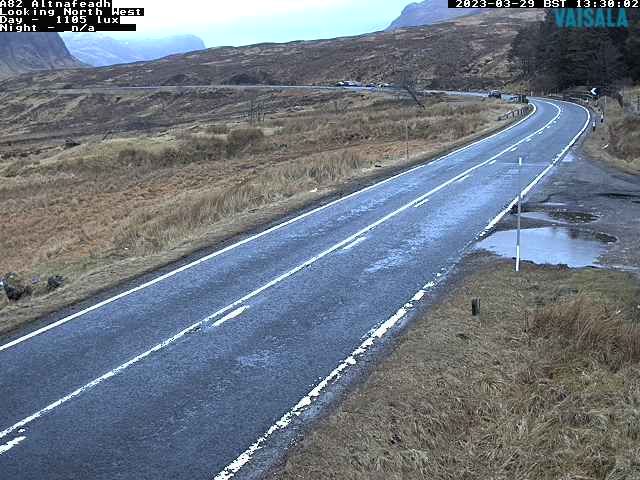 A82 Altnafeadh
Looking North West
Day - 1105 lux
Night - n/a
2023-03-29 BST 13:30:02
VAISALA